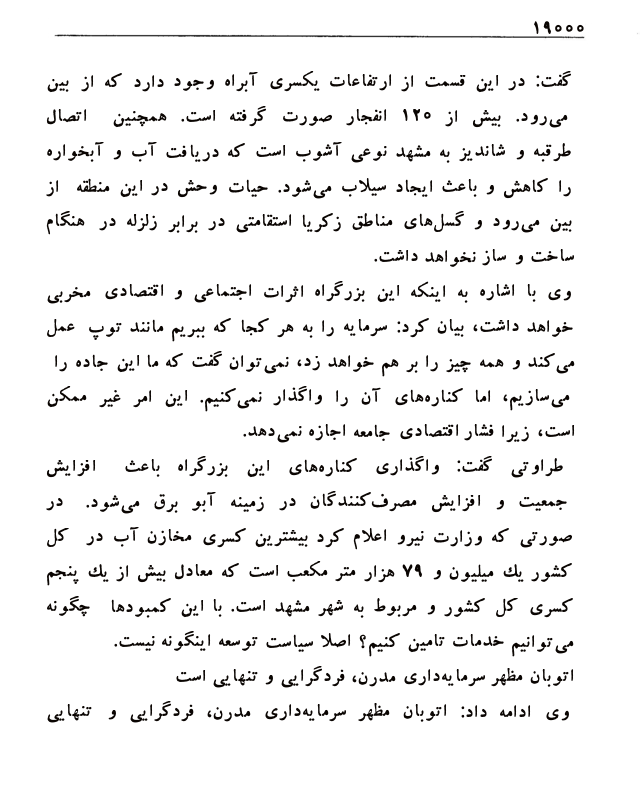 ۱۹۰۰۰
گفت: در این قسمت از ارتفاعات یکسری آبراه وجود دارد که از بین
می‌رود. بیش از ۱۲۰ انفجار صورت گرفته است. همچنین اتصال
طرقبه و شاندیز به مشهد نوعی آشوب است که دریافت آب و آبخواره
را کاهش و باعث ایجاد سیلاب می‌شود. حیات وحش در این منطقه از
بین می‌رود و گسل‌های مناطق زکریا استقامتی در برابر زلزله در هنگام
ساخت و ساز نخواهد داشت.
وی با اشاره به اینکه این بزرگراه اثرات اجتماعی و اقتصادی مخربی
خواهد داشت، بیان کرد: سرمایه را به هر کجا که ببریم مانند توپ عمل
می‌کند و همه چیز را بر هم خواهد زد، نمی‌توان گفت که ما این جاده را
می‌سازیم، اما کناره‌های آن را واگذار نمی‌کنیم. این امر غیر ممکن
است، زیرا فشار اقتصادی جامعه اجازه نمی‌دهد.
طراوتی گفت: واگذاری کناره‌های این بزرگراه باعث افزایش
جمعیت و افزایش مصرف‌کنندگان در زمینه آبو برق می‌شود. در
صورتی که وزارت نیرو اعلام کرد بیشترین کسری مخازن آب در کل
کشور یك میلیون و ۷۹ هزار متر مکعب است که معادل بیش از یك پنجم
کسری کل کشور و مربوط به شهر مشهد است. با این کمبودها چگونه
می‌توانیم خدمات تامین کنیم؟ اصلا سیاست توسعه اینگونه نیست.
اتوبان مظهر سرمایه‌داری مدرن، فردگرایی و تنهایی است
وی ادامه داد: اتوبان مظهر سرمایه‌داری مدرن، فردگرایی و تنهایی